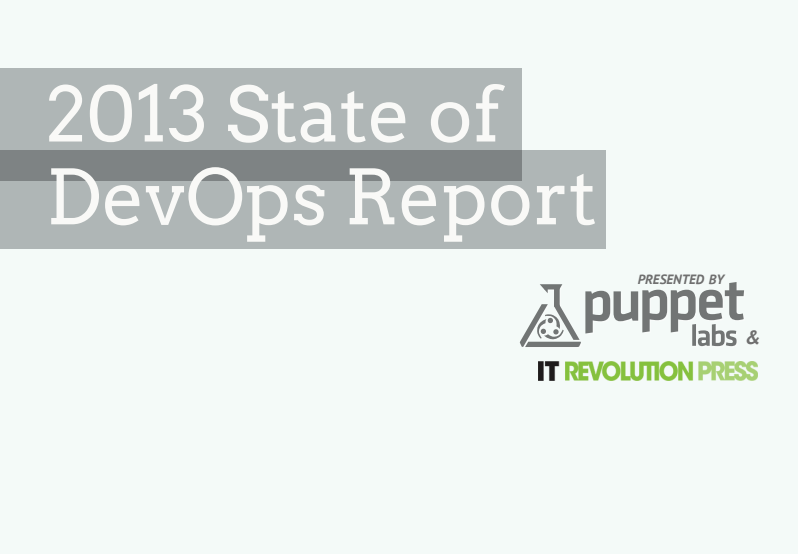 2013 State of
DevOps Report
PRESENTED BY
puppet
labs &
IT REVOLUTION PRESS